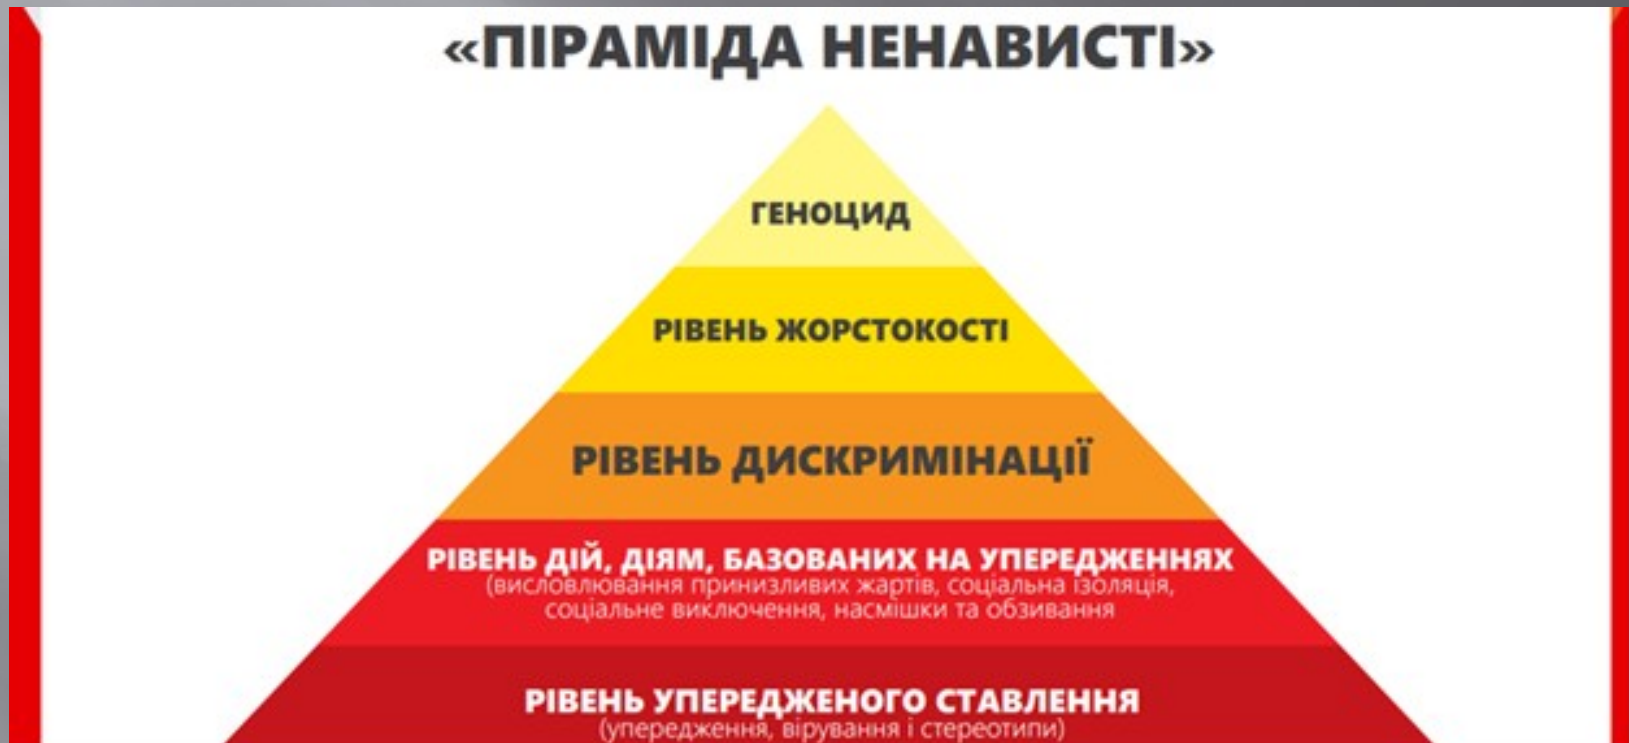 «ПІРАМІДА НЕНАВИСТІ»
ГЕНОЦИД
РІВЕНЬ ЖОРСТОКОСТІ
РІВЕНЬ ДИСКРИМІНАЦІЇ
РІВЕНЬ ДІЙ, ДІЯМ, БАЗОВАНИХ НА УПЕРЕДЖЕННЯХ
(висловлювання принизливих жартів, соціальна ізоляція,
соціальне виключення, насмішки та обзивання
РІВЕНЬ УПЕРЕДЖЕНОГО СТАВЛЕННЯ
(упередження, вірування і стереотипи)